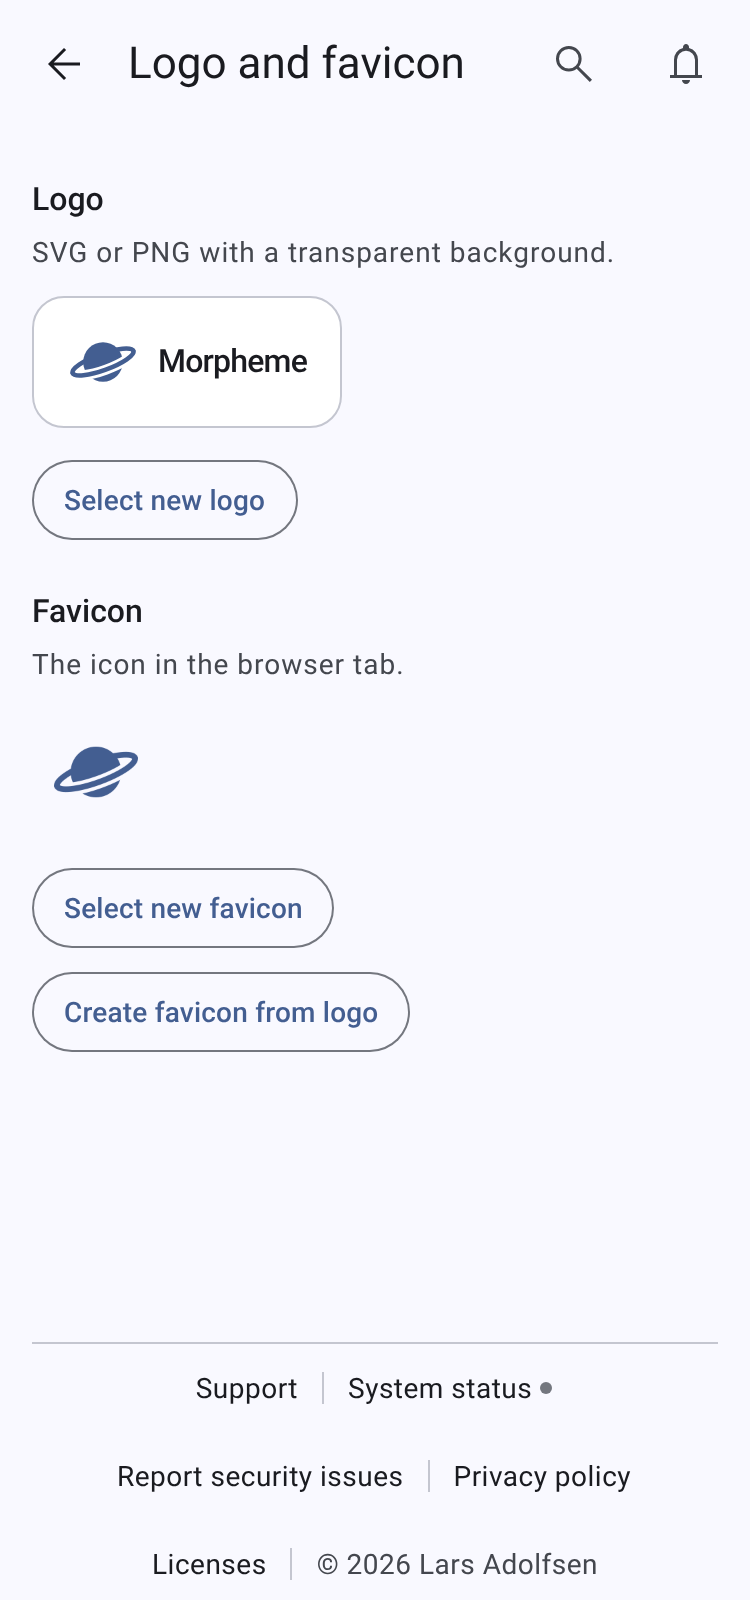 Logo and favicon
Logo
SVG or PNG with a transparent background.
Morpheme
Select new logo
Favicon
The icon in the browser tab.
Select new favicon
Create favicon from logo
Support
System status
Report security issues
Privacy policy
Licenses
© 2026 Lars Adolfsen